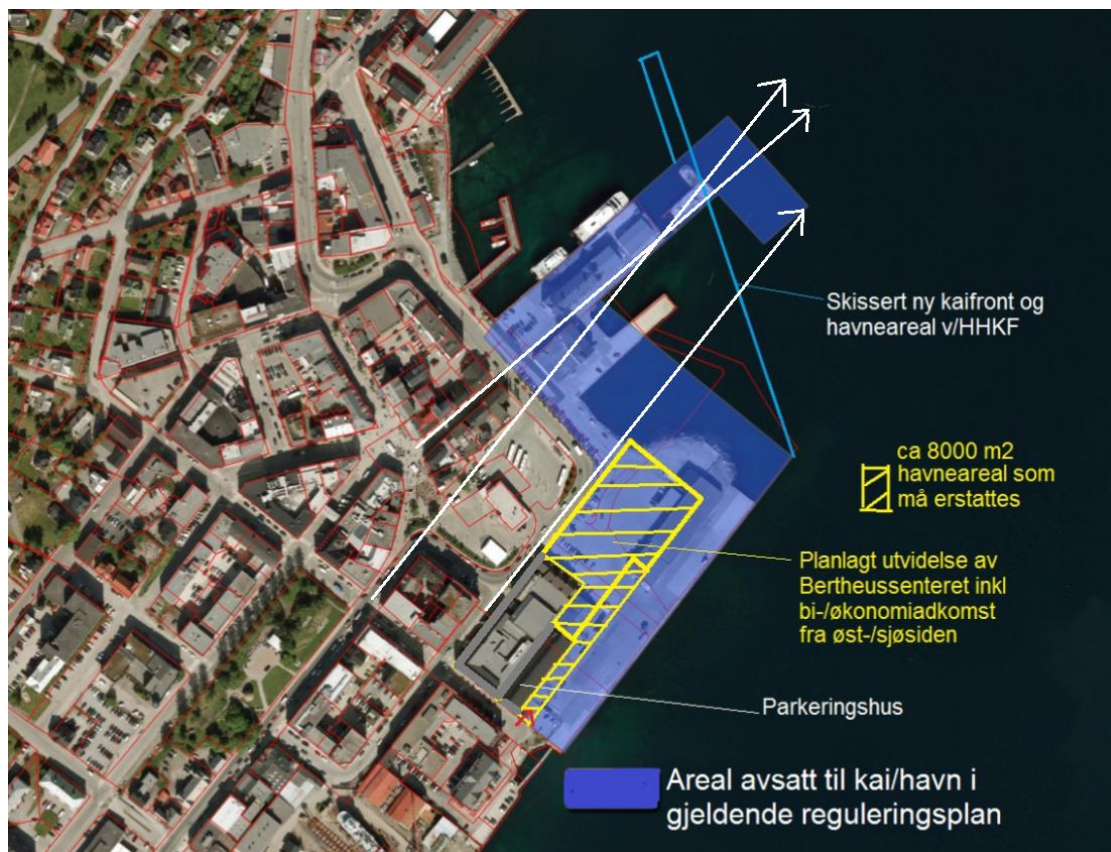 Skissert ny kaifront og
havneareal v/HHKF
ca 8000 m2
havneareal som
må erstattes
Planlagt utvidelse av
Bertheussenteret inkl
bi-/økonomiadkomst
fra øst-/sjøsiden
Parkeringshus
Areal avsatt til kai/havn i
gjeldende reguleringsplan